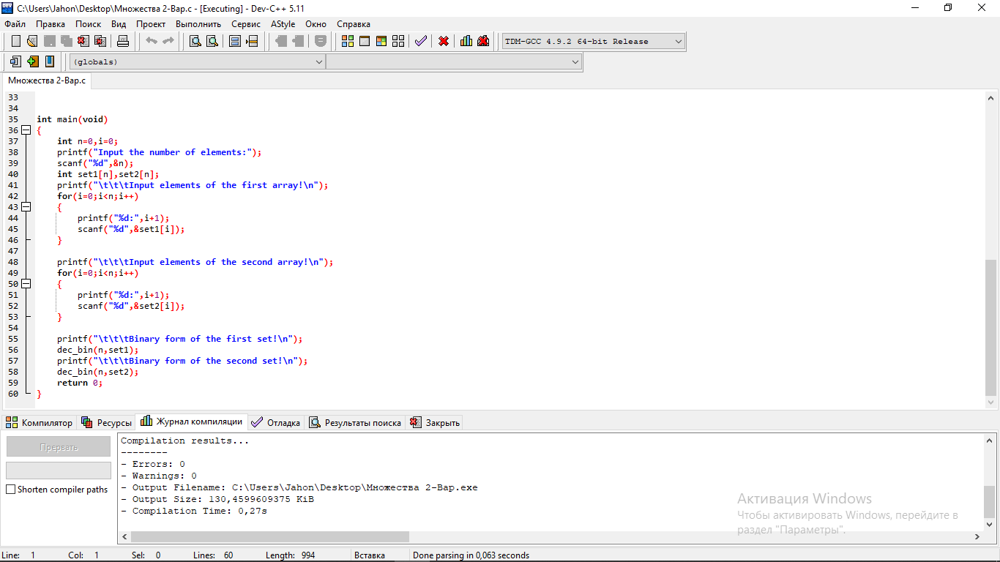 C:\Users\Jahon\Desktop\Множества 2-Вар.c - [Executing] - Dev-C++ 5.11
Файл Правка Поиск Вид Проект Выполнить Сервис AStyle Окно Справка
TDM-GCC 4.9.2 64-bit Release
(globals)
Множества 2-Вар.c
33
34
35 int main(void)
36 {
37 int n=0,i=0;
38 printf("Input the number of elements:");
39 scanf("%d",&n);
40 int set1[n],set2[n];
41 printf("\t\t\tInput elements of the first array!\n");
42 for(i=0;i<n;i++)
43 {
44 printf("%d:",i+1);
45 scanf("%d",&set1[i]);
46 }
47
48 printf("\t\t\tInput elements of the second array!\n");
49 for(i=0;i<n;i++)
50 {
51 printf("%d:",i+1);
52 scanf("%d",&set2[i]);
53 }
54
55 printf("\t\t\tBinary form of the first set!\n");
56 dec_bin(n,set1);
57 printf("\t\t\tBinary form of the second set!\n");
58 dec_bin(n,set2);
59 return 0;
60 }
Компилятор Ресурсы Журнал компиляции Отладка Результаты поиска Закрыть
Прервать
Shorten compiler paths
Compilation results...
--------
- Errors: 0
- Warnings: 0
- Output Filename: C:\Users\Jahon\Desktop\Множества 2-Вар.exe
- Output Size: 130,4599609375 KiB
- Compilation Time: 0,27s
Активация Windows
Чтобы активировать Windows, перейдите в
раздел "Параметры".
Line: 1 Col: 1 Sel: 0 Lines: 60 Length: 994 Вставка Done parsing in 0,063 seconds